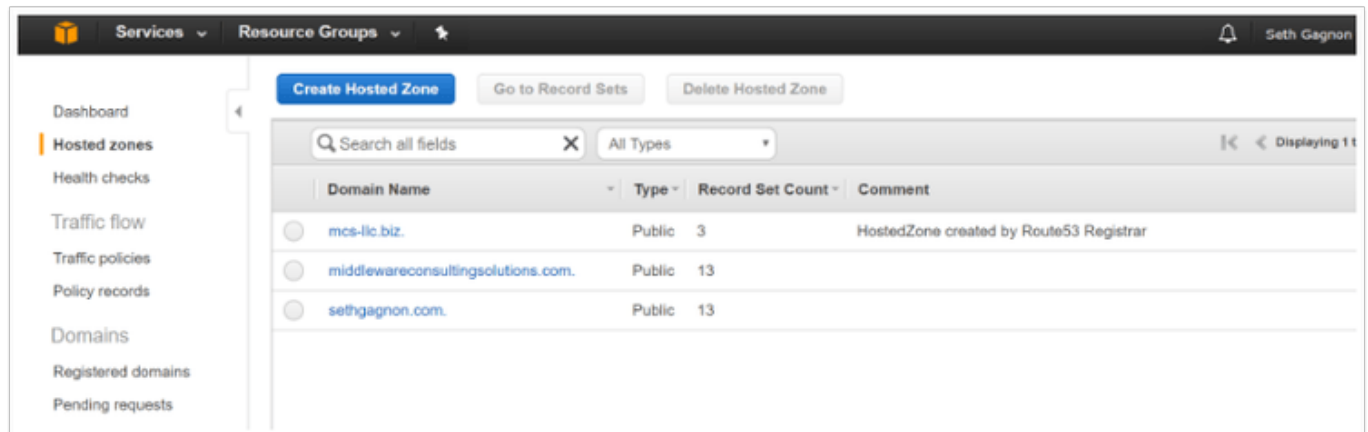 Services Resource Groups Seth Gagnon
Create Hosted Zone Go to Record Sets Delete Hosted Zone
Dashboard
Hosted zones
Health checks
Traffic flow
Traffic policies
Policy records
Domains
Registered domains
Pending requests
Search all fields All Types Displaying 1 t
Domain Name Type Record Set Count Comment
mcs-llc.biz. Public 3 HostedZone created by Route53 Registrar
middlewareconsultingsolutions.com. Public 13
sethgagnon.com. Public 13